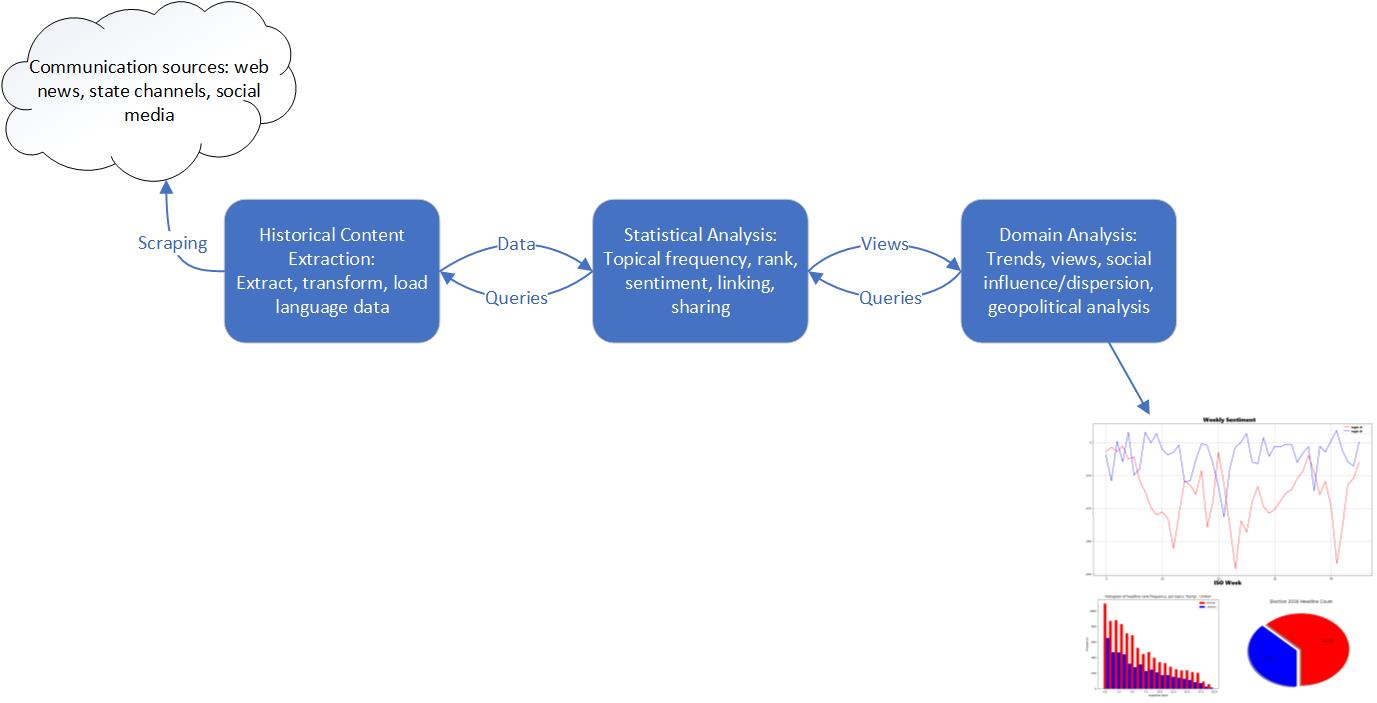 Communication sources: web
news, state channels, social
media
Scraping
Historical Content
Extraction:
Extract, transform, load
language data
Data
Queries
Statistical Analysis:
Topical frequency, rank,
sentiment, linking,
sharing
Views
Queries
Domain Analysis:
Trends, views, social
influence/dispersion,
geopolitical analysis
Weekly Sentiment
ISO Week
Election 2016 Headline Count